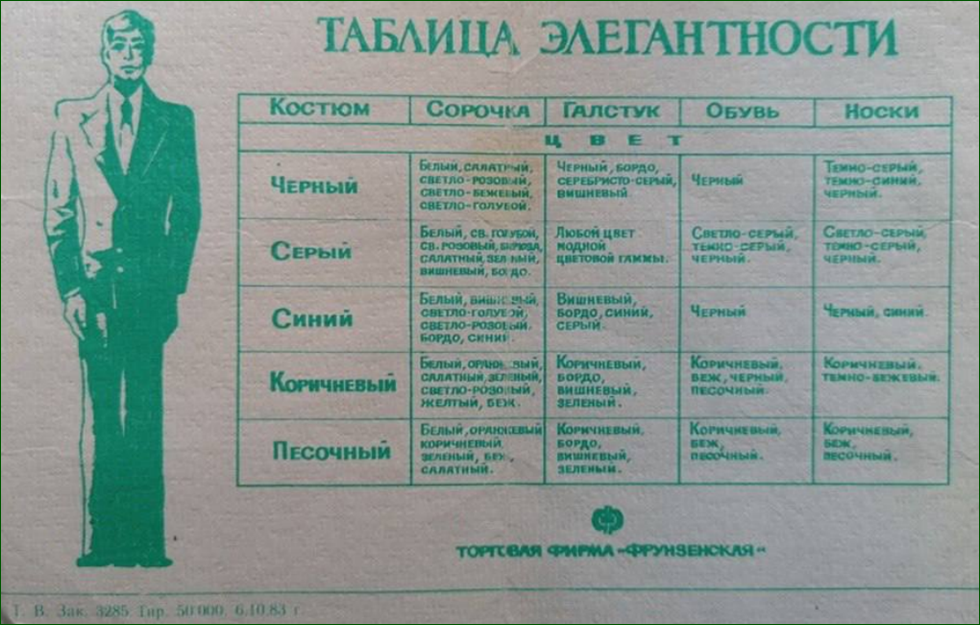 ТАБЛИЦА ЭЛЕГАНТНОСТИ
КОСТЮМ СОРОЧКА ГАЛСТУК ОБУВЬ НОСКИ
ЦВЕТ
ЧЕРНЫЙ
БЕЛЫЙ, САЛАТНЫЙ,
СВЕТЛО-РОЗОВЫЙ,
СВЕТЛО-БЕЖЕВЫЙ,
СВЕТЛО-ГОЛУБОЙ.
ЧЕРНЫЙ, БОРДО,
СЕРЕБРИСТО-СЕРЫЙ,
ВИШНЕВЫЙ
ЧЕРНЫЙ
ТЕМНО-СЕРЫЙ,
ТЕМНО-СИНИЙ,
ЧЕРНЫЙ.
СЕРЫЙ
БЕЛЫЙ, СВ. ГОЛУБОЙ,
СВ. РОЗОВЫЙ, БИРЮЗА,
САЛАТНЫЙ, ЗЕЛЕНЫЙ,
ВИШНЕВЫЙ, БОРДО.
ЛЮБОЙ ЦВЕТ
МОДНОЙ
ЦВЕТОВОЙ ГАММЫ.
СВЕТЛО-СЕРЫЙ,
ТЕМНО-СЕРЫЙ,
ЧЕРНЫЙ.
СВЕТЛО-СЕРЫЙ,
ТЕМНО-СЕРЫЙ,
ЧЕРНЫЙ.
СИНИЙ
БЕЛЫЙ, ВИШНЕВЫЙ,
СВЕТЛО-ГОЛУБОЙ,
СВЕТЛО-РОЗОВЫЙ.
БОРДО, СИНИЙ.
ВИШНЕВЫЙ,
БОРДО, СИНИЙ,
СЕРЫЙ.
ЧЕРНЫЙ
ЧЕРНЫЙ, СИНИЙ.
КОРИЧНЕВЫЙ
БЕЛЫЙ, ОРАНЖЕВЫЙ,
САЛАТНЫЙ, ЗЕЛЕНЫЙ,
СВЕТЛО-РОЗОВЫЙ,
ЖЕЛТЫЙ, БЕЖ.
КОРИЧНЕВЫЙ,
БОРДО,
ВИШНЕВЫЙ,
ЗЕЛЕНЫЙ.
КОРИЧНЕВЫЙ,
БЕЖ, ЧЕРНЫЙ,
ПЕСОЧНЫЙ.
КОРИЧНЕВЫЙ,
ТЕМНО-БЕЖЕВЫЙ.
ПЕСОЧНЫЙ
БЕЛЫЙ, ОРАНЖЕВЫЙ
КОРИЧНЕВЫЙ
ЗЕЛЕНЫЙ, БЕЖ,
САЛАТНЫЙ.
КОРИЧНЕВЫЙ,
БОРДО,
ВИШНЕВЫЙ,
ЗЕЛЕНЫЙ.
КОРИЧНЕВЫЙ,
БЕЖ,
ПЕСОЧНЫЙ.
КОРИЧНЕВЫЙ,
БЕЖ,
ПЕСОЧНЫЙ.
ТОРГОВАЯ ФИРМА «ФРУНЗЕНСКАЯ»
Т. В. Зак. 3285 Тир. 50 000. 6.10.83 г.